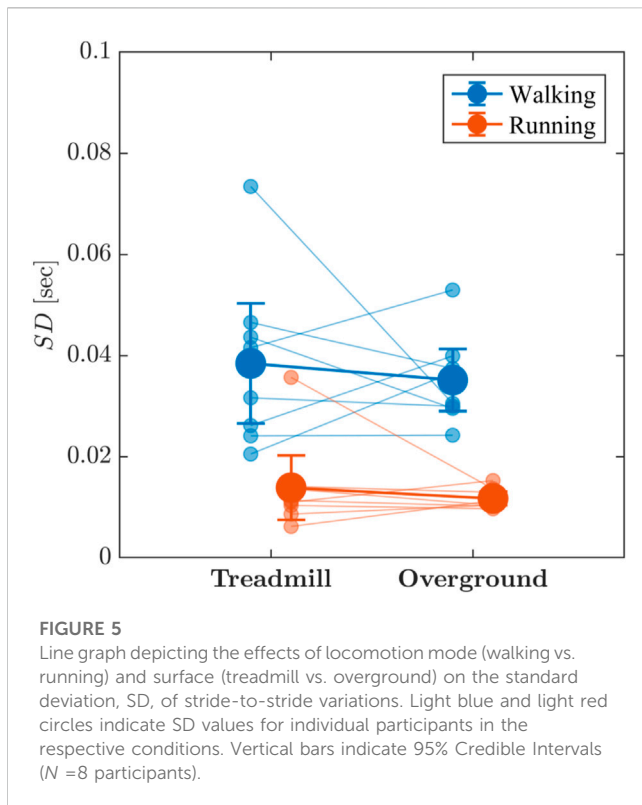 0.1
Walking
Running
0.08
0.06
SD [sec]
0.04
0.02
0
Treadmill Overground
FIGURE 5
Line graph depicting the effects of locomotion mode (walking vs.
running) and surface (treadmill vs. overground) on the standard
deviation, SD, of stride-to-stride variations. Light blue and light red
circles indicate SD values for individual participants in the
respective conditions. Vertical bars indicate 95% Credible Intervals
(N =8 participants).